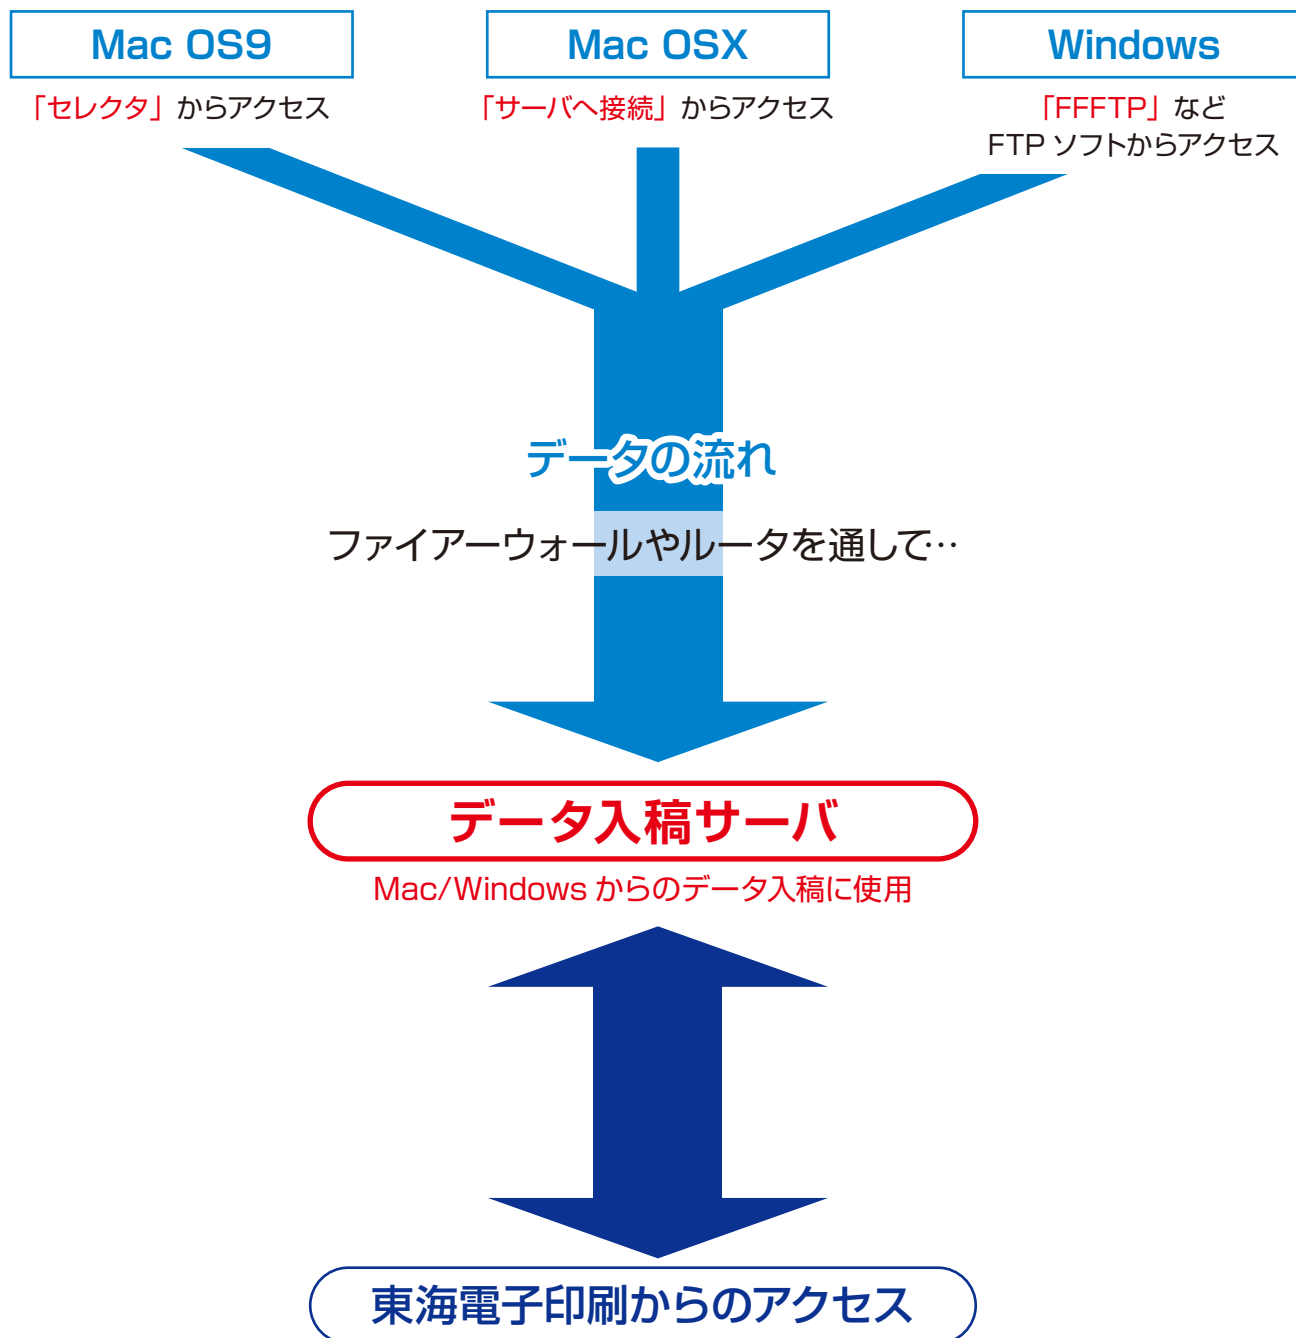 Mac OS9
Mac OSX
Windows
「セレクタ」からアクセス
「サーバへ接続」からアクセス
「FFFTP」など
FTP ソフトからアクセス
データの流れ
ファイアーウォールやルータを通して…
データ入稿サーバ
Mac/Windows からのデータ入稿に使用
東海電子印刷からのアクセス